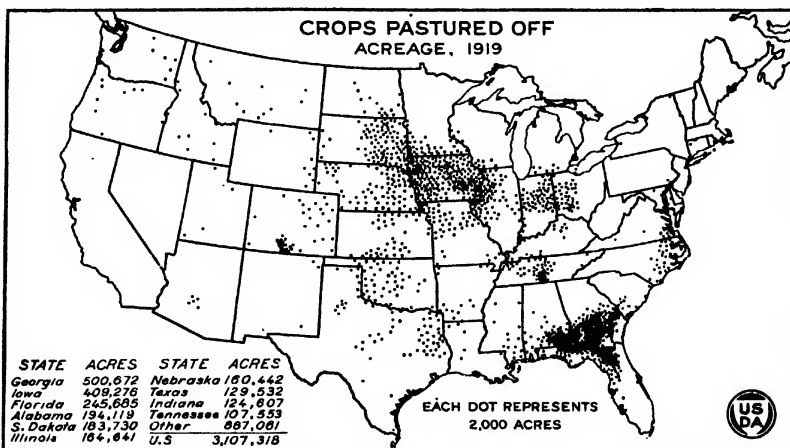 CROPS PASTURED OFF
ACREAGE, 1919
STATE ACRES STATE ACRES
Georgia 500,672 Nebraska 160,442
Iowa 409,276 Texas 129,532
Florida 245,685 Indiana 124,607
Alabama 194,119 Tennessee 107,553
S. Dakota 183,730 Other 887,061
Illinois 164,641 U.S 3,107,318
EACH DOT REPRESENTS
2,000 ACRES
US
DA